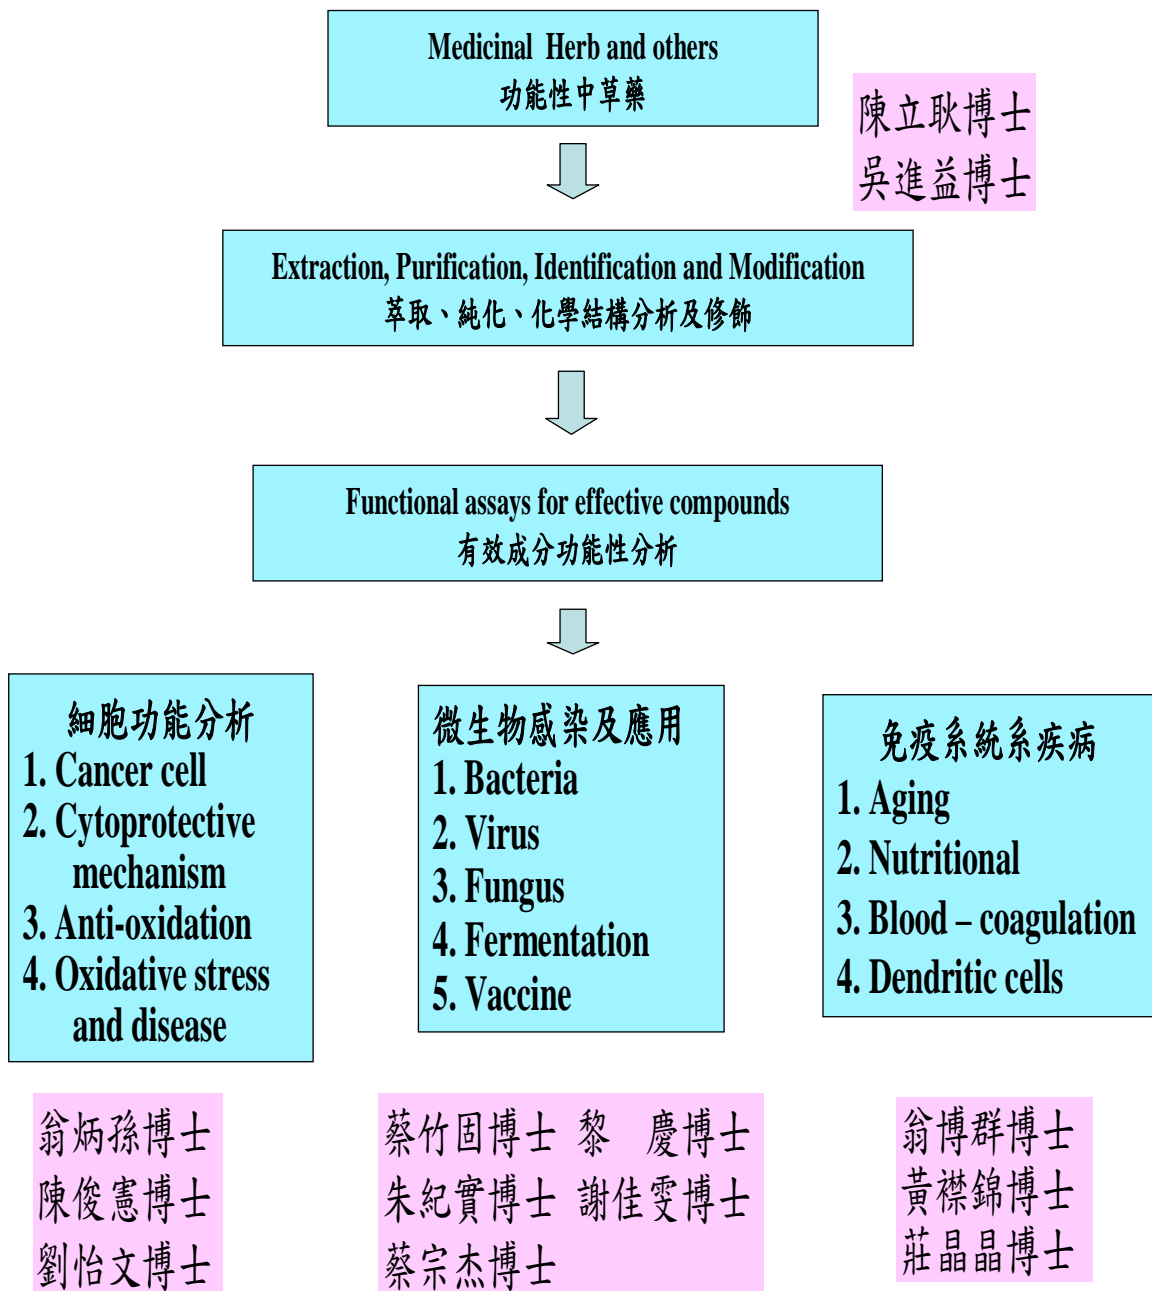 Medicinal Herb and others
功能性中草藥
陳立耿博士
吳進益博士
Extraction, Purification, Identification and Modification
萃取、純化、化學結構分析及修飾
Functional assays for effective compounds
有效成分功能性分析
細胞功能分析
1. Cancer cell
2. Cytoprotective
mechanism
3. Anti-oxidation
4. Oxidative stress
and disease
微生物感染及應用
1. Bacteria
2. Virus
3. Fungus
4. Fermentation
5. Vaccine
免疫系統系疾病
1. Aging
2. Nutritional
3. Blood – coagulation
4. Dendritic cells
翁炳孫博士
陳俊憲博士
劉怡文博士
蔡竹固博士 黎　慶博士
朱紀實博士 謝佳雯博士
蔡宗杰博士
翁博群博士
黃襟錦博士
莊晶晶博士